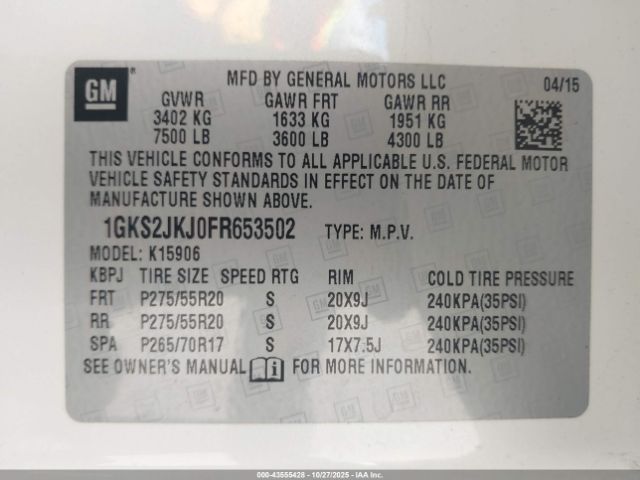 GM ®
MFD BY GENERAL MOTORS LLC 04/15
GVWR GAWR FRT GAWR RR
3402 KG 1633 KG 1951 KG
7500 LB 3600 LB 4300 LB
THIS VEHICLE CONFORMS TO ALL APPLICABLE U.S. FEDERAL MOTOR
VEHICLE SAFETY STANDARDS IN EFFECT ON THE DATE OF
MANUFACTURE SHOWN ABOVE.
1GKS2JKJ0FR653502 TYPE: M.P.V.
MODEL: K15906
KBPJ TIRE SIZE SPEED RTG RIM COLD TIRE PRESSURE
FRT P275/55R20 S 20X9J 240KPA(35PSI)
RR P275/55R20 S 20X9J 240KPA(35PSI)
SPA P265/70R17 S 17X7.5J 240KPA(35PSI)
SEE OWNER'S MANUAL FOR MORE INFORMATION.
000-43555428 - 10/27/2025 - Copart